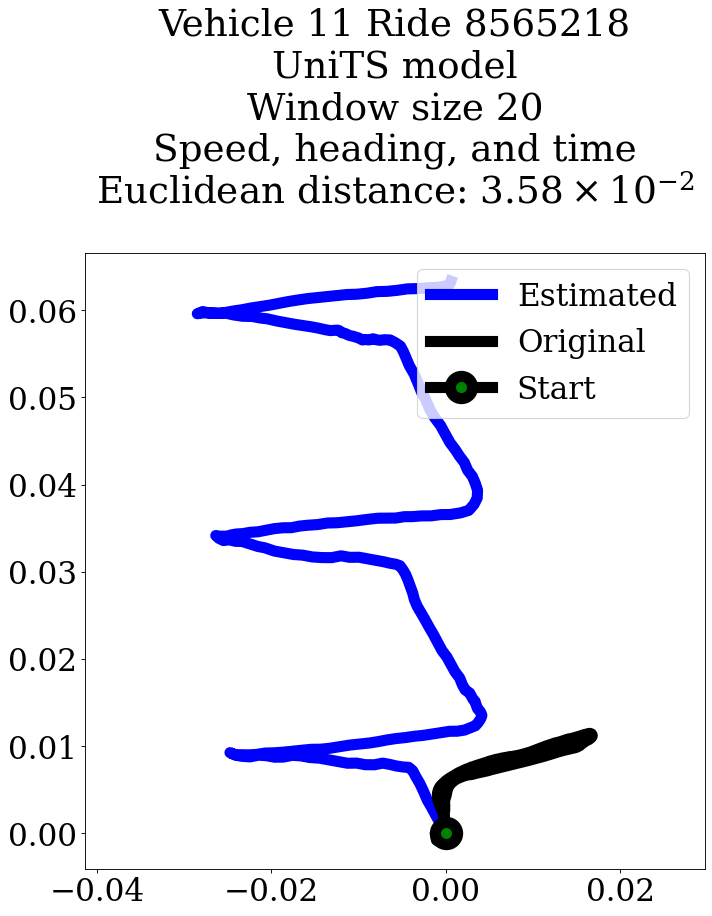 Vehicle 11 Ride 8565218
UniTS model
Window size 20
Speed, heading, and time
Euclidean distance: 3.58 × 10⁻²
Estimated
Original
Start
0.06
0.05
0.04
0.03
0.02
0.01
0.00
−0.04 −0.02 0.00 0.02